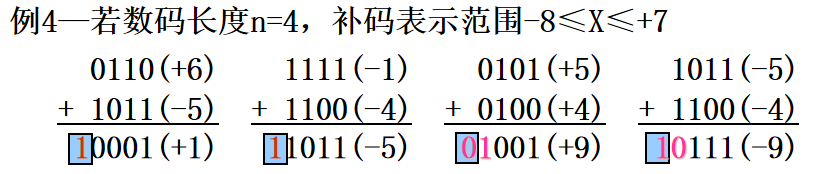 例4—若数码长度n=4，补码表示范围-8≤X≤+7
0110(+6) 1111(-1) 0101(+5) 1011(-5)
+ 1011(-5) + 1100(-4) + 0100(+4) + 1100(-4)
10001(+1) 11011(-5) 01001(+9) 10111(-9)